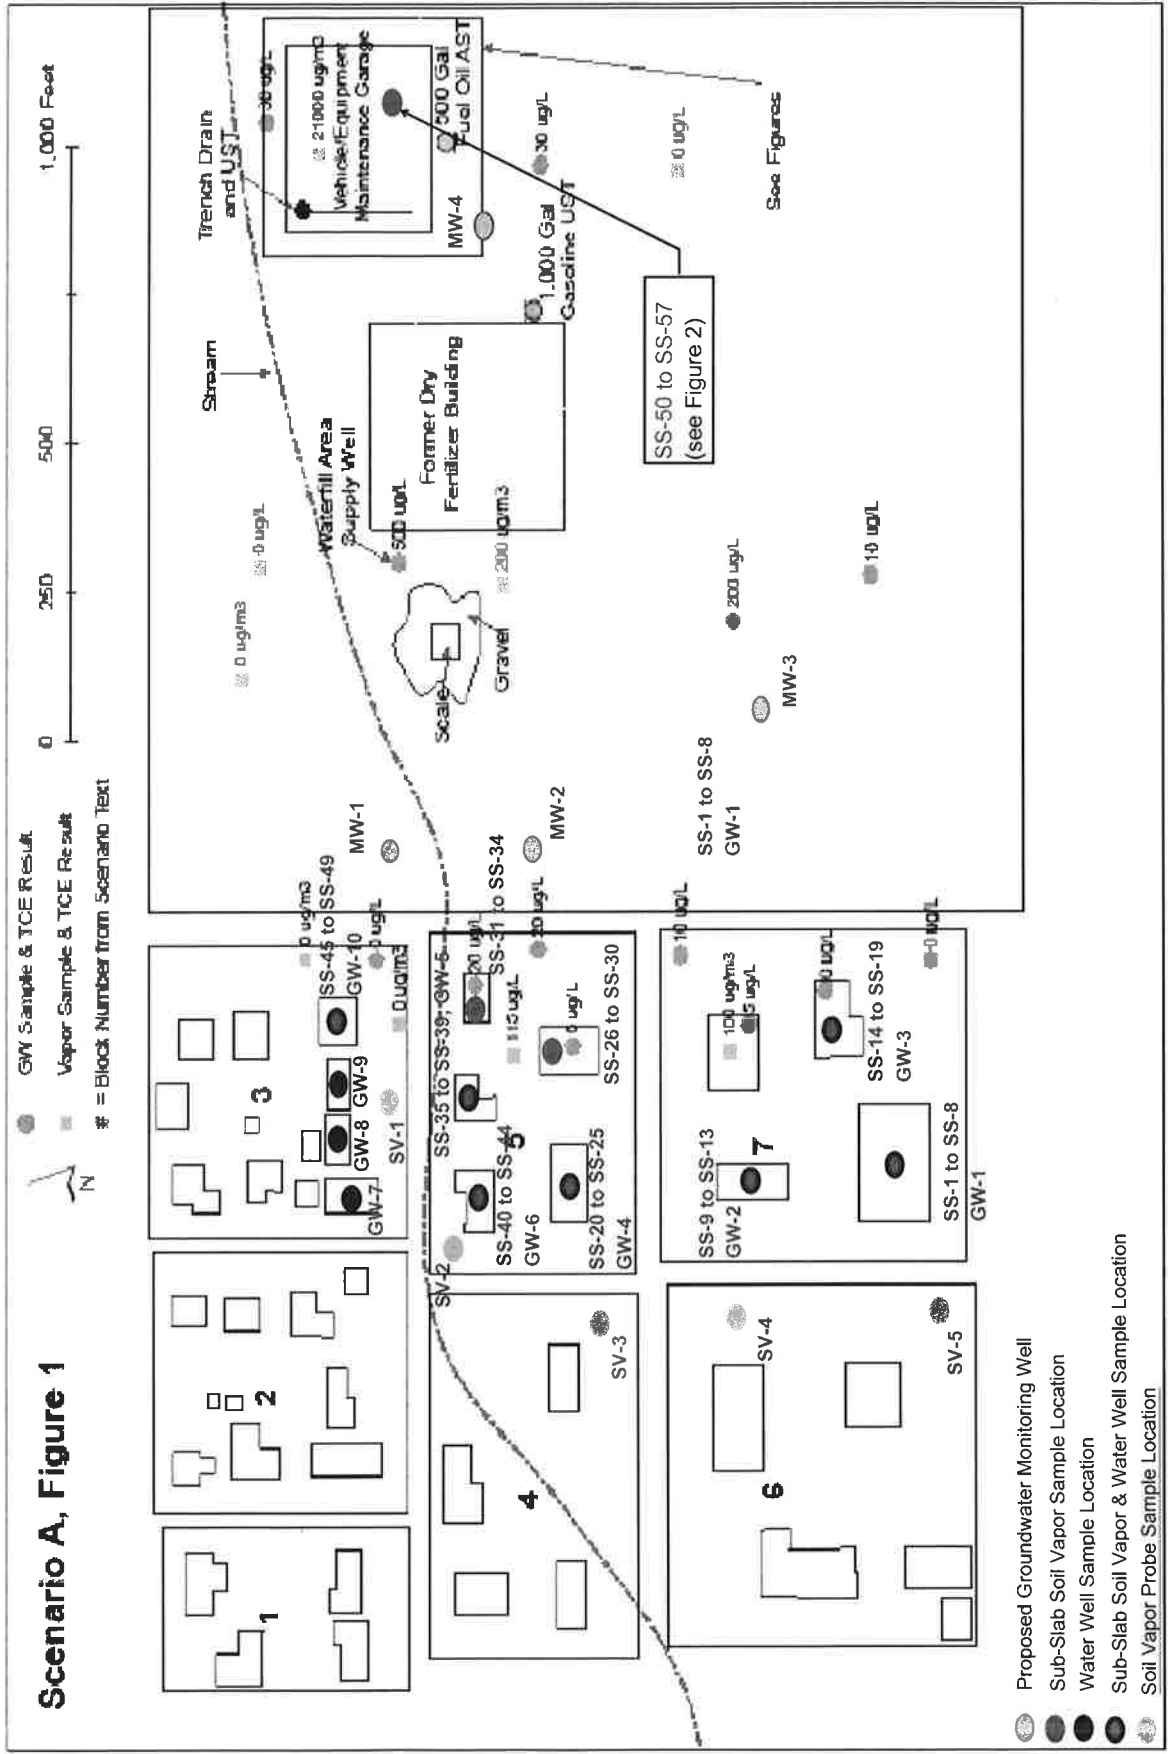 Scenario A, Figure 1
N
GW Sample & TCE Result
Vapor Sample & TCE Result
# = Block Number from Scenario Text
0
250
500
1,000 Feet
Stream
Trench Drain
and UST
30 ug/L
21000 ug/m3
Vehicle/Equipment
Maintenance Garage
500 Gal
Fuel Oil AST
MW-4
30 ug/L
0 ug/L
1,000 Gal
Gasoline UST
See Figures
SS-50 to SS-57
(see Figure 2)
Former Dry
Fertilizer Building
Waterfill Area
Supply Well
500 ug/L
200 ug/m3
0 ug/L
0 ug/m3
Gravel
Scale
200 ug/L
10 ug/L
MW-3
MW-1
MW-2
SS-1 to SS-8
GW-1
0 ug/m3
SS-45 to SS-49
GW-10
0 ug/L
0 ug/m3
3
GW-9
GW-8
GW-7
SV-1
SS-31 to SS-34
20 ug/L
20 ug/L
SS-35 to SS-39, GW-5
115 ug/L
0 ug/L
SS-26 to SS-30
5
SS-40 to SS-44
GW-6
SS-20 to SS-25
GW-4
SV-2
10 ug/L
100 ug/m3
5 ug/L
0 ug/L
0 ug/L
SS-14 to SS-19
GW-3
SS-9 to SS-13
GW-2
7
SS-1 to SS-8
GW-1
2
1
4
SV-3
6
SV-4
SV-5
Proposed Groundwater Monitoring Well
Sub-Slab Soil Vapor Sample Location
Water Well Sample Location
Sub-Slab Soil Vapor & Water Well Sample Location
Soil Vapor Probe Sample Location